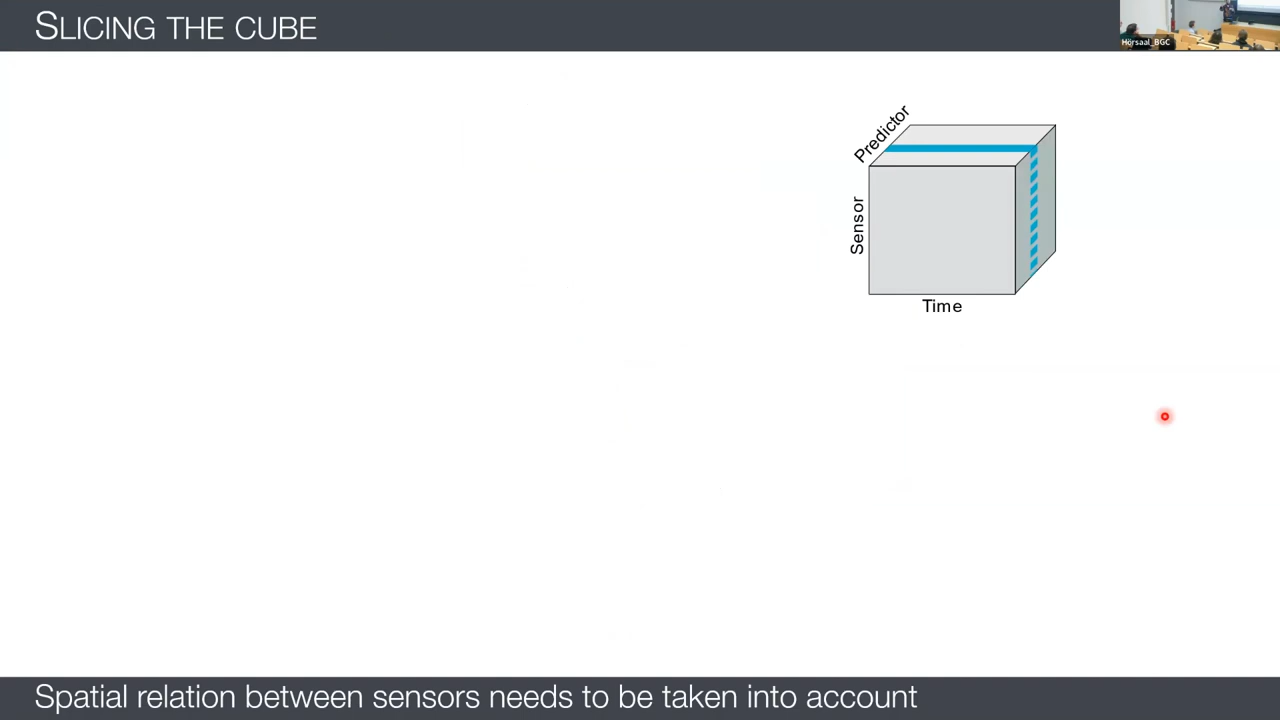 SLICING THE CUBE
Hörsaal_BGC
Predictor
Sensor
Time
Spatial relation between sensors needs to be taken into account